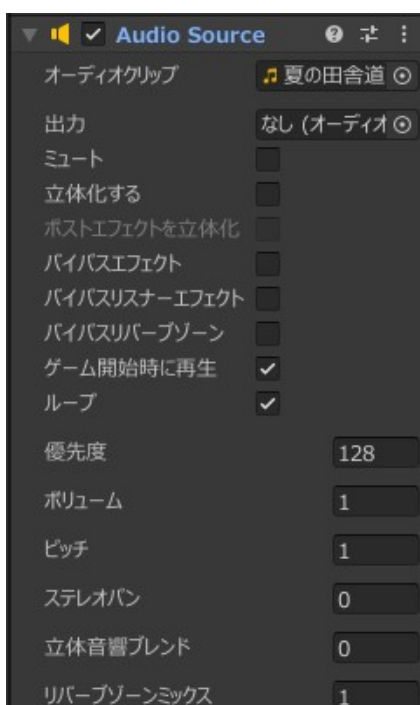 Audio Source
オーディオクリップ 夏の田舎道
出力 なし (オーディオ
ミュート
立体化する
ポストエフェクトを立体化
バイパスエフェクト
バイパスリスナーエフェクト
バイパスリバーブゾーン
ゲーム開始時に再生
ループ
優先度 128
ボリューム 1
ピッチ 1
ステレオパン 0
立体音響ブレンド 0
リバーブゾーンミックス 1